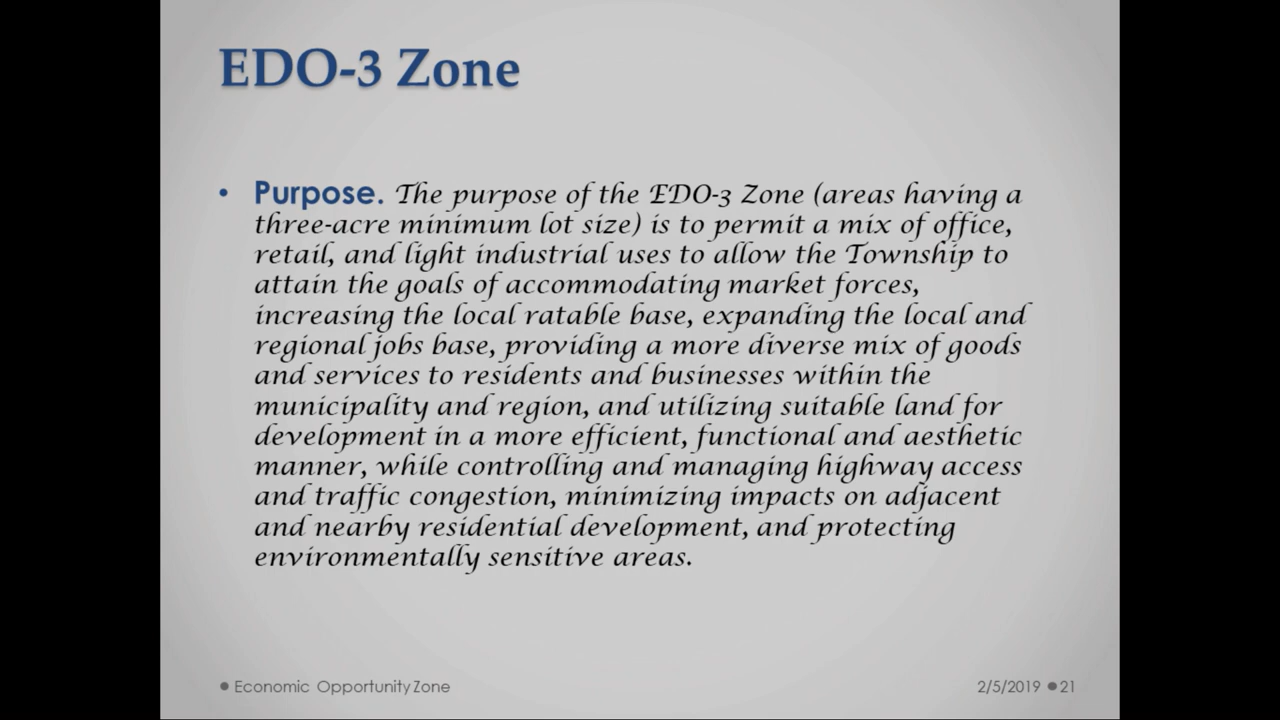 EDO-3 Zone
• Purpose. The purpose of the EDO-3 Zone (areas having a
three-acre minimum lot size) is to permit a mix of office,
retail, and light industrial uses to allow the Township to
attain the goals of accommodating market forces,
increasing the local ratable base, expanding the local and
regional jobs base, providing a more diverse mix of goods
and services to residents and businesses within the
municipality and region, and utilizing suitable land for
development in a more efficient, functional and aesthetic
manner, while controlling and managing highway access
and traffic congestion, minimizing impacts on adjacent
and nearby residential development, and protecting
environmentally sensitive areas.
● Economic Opportunity Zone 2/5/2019 ● 21